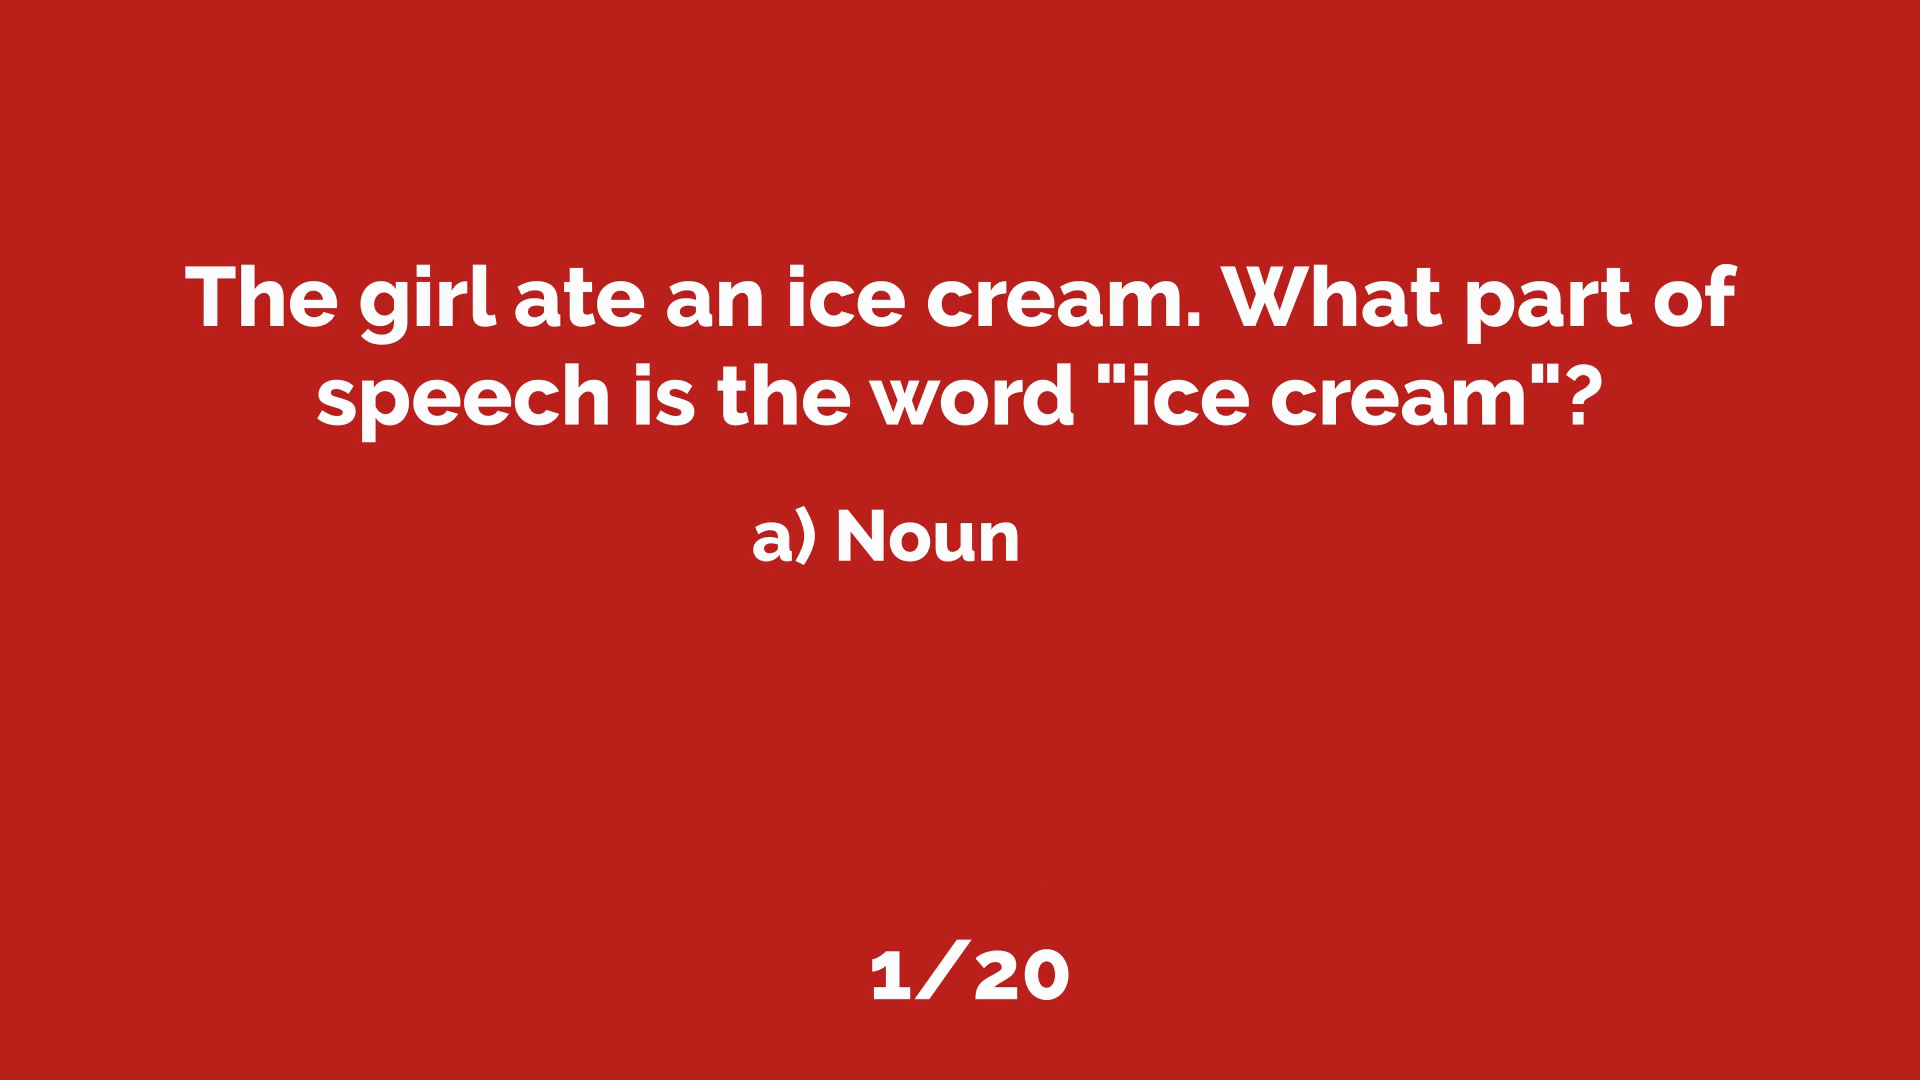 The girl ate an ice cream. What part of
speech is the word "ice cream"?
a) Noun
1/20